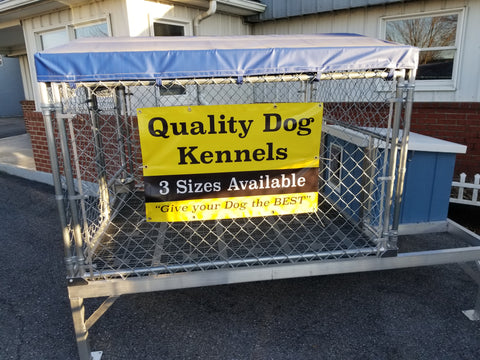 Quality Dog
Kennels
3 Sizes Available
"Give your Dog the BEST"